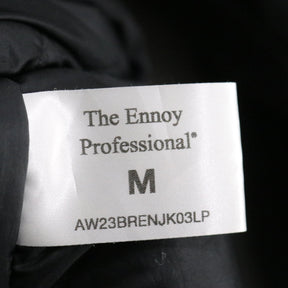 The Ennoy
Professional®
M
AW23BRENJK03LP